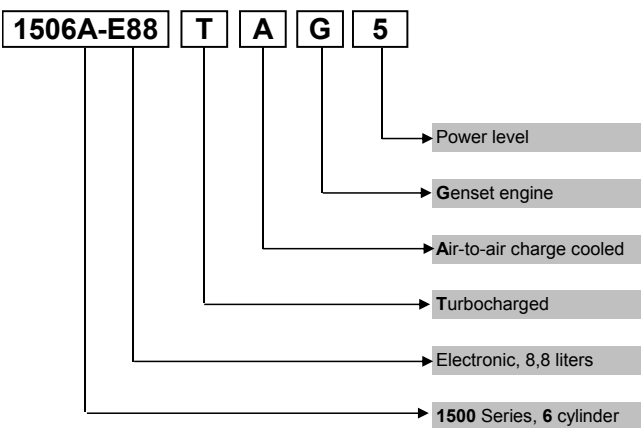 1506A-E88 T A G 5
Power level
Genset engine
Air-to-air charge cooled
Turbocharged
Electronic, 8,8 liters
1500 Series, 6 cylinder